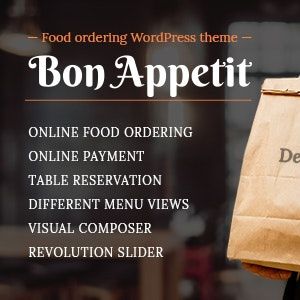 — Food ordering WordPress theme —
Bon Appetit
ONLINE FOOD ORDERING
ONLINE PAYMENT
TABLE RESERVATION
DIFFERENT MENU VIEWS
VISUAL COMPOSER
REVOLUTION SLIDER